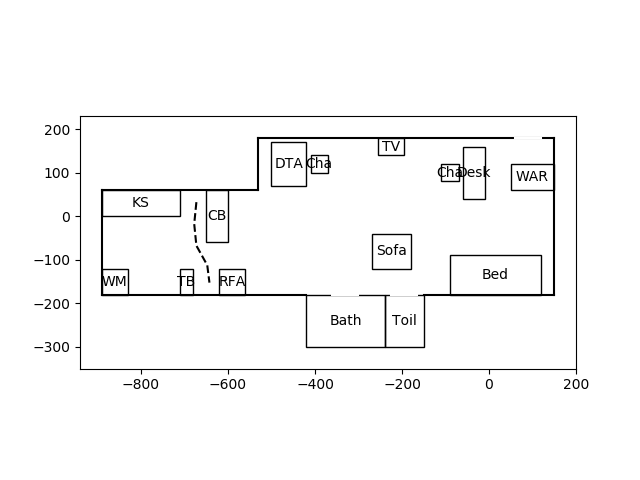 200
100
0
−100
−200
−300
−800
−600
−400
−200
0
200
KS
CB
DTA
Cha
TV
Cha
Desk
WAR
Sofa
Bed
WM
TB
RFA
Bath
Toil